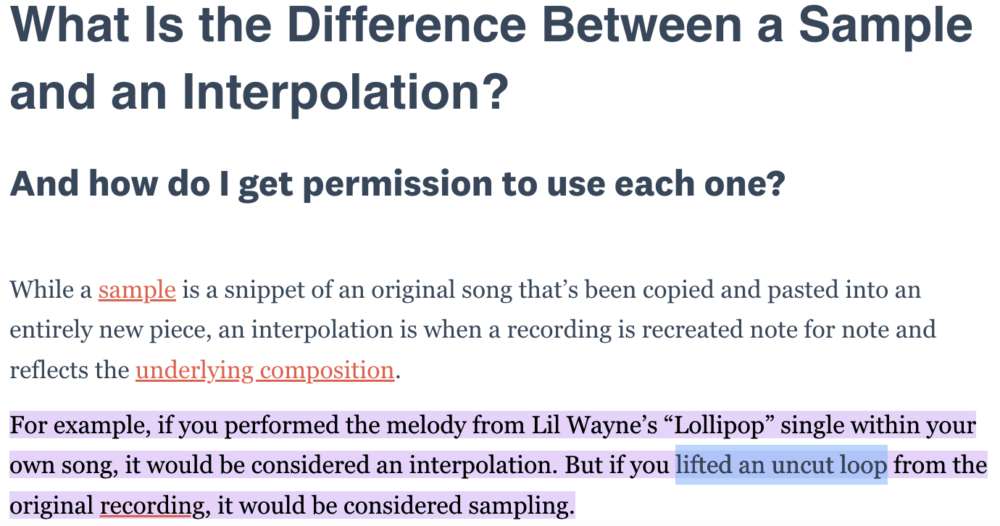 What Is the Difference Between a Sample
and an Interpolation?
And how do I get permission to use each one?
While a sample is a snippet of an original song that’s been copied and pasted into an
entirely new piece, an interpolation is when a recording is recreated note for note and
reflects the underlying composition.
For example, if you performed the melody from Lil Wayne’s “Lollipop” single within your
own song, it would be considered an interpolation. But if you lifted an uncut loop from the
original recording, it would be considered sampling.